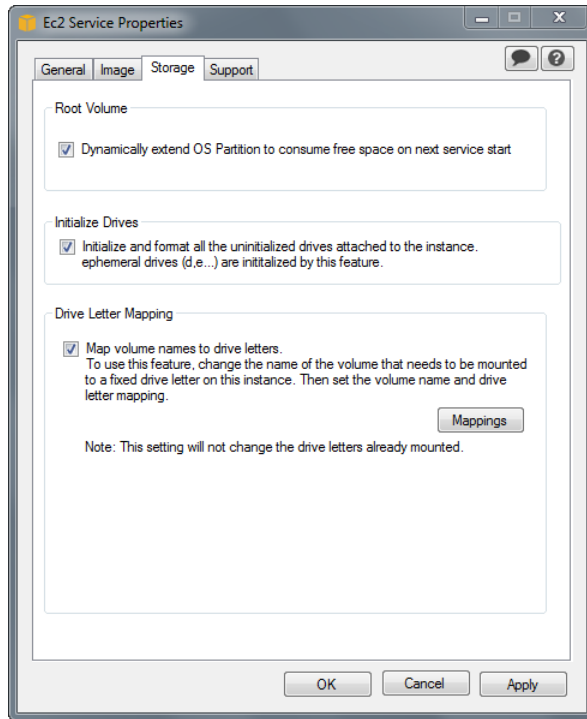 Ec2 Service Properties
General Image Storage Support
Root Volume
Dynamically extend OS Partition to consume free space on next service start
Initialize Drives
Initialize and format all the uninitialized drives attached to the instance.
ephemeral drives (d,e...) are inititalized by this feature.
Drive Letter Mapping
Map volume names to drive letters.
To use this feature, change the name of the volume that needs to be mounted
to a fixed drive letter on this instance. Then set the volume name and drive
letter mapping.
Mappings
Note: This setting will not change the drive letters already mounted.
OK Cancel Apply